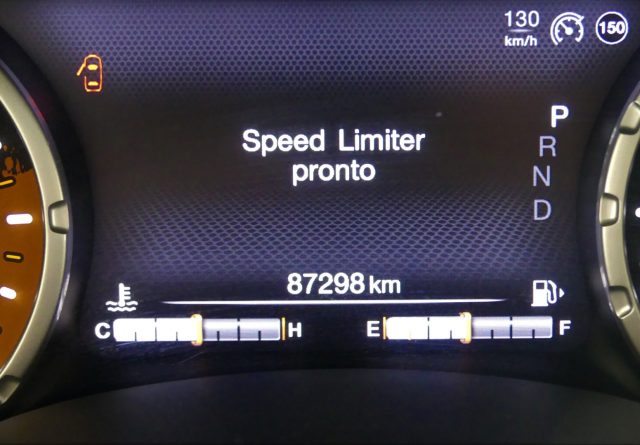 130
km/h
150
Speed Limiter
pronto
P
R
N
D
87298 km
C H
E F